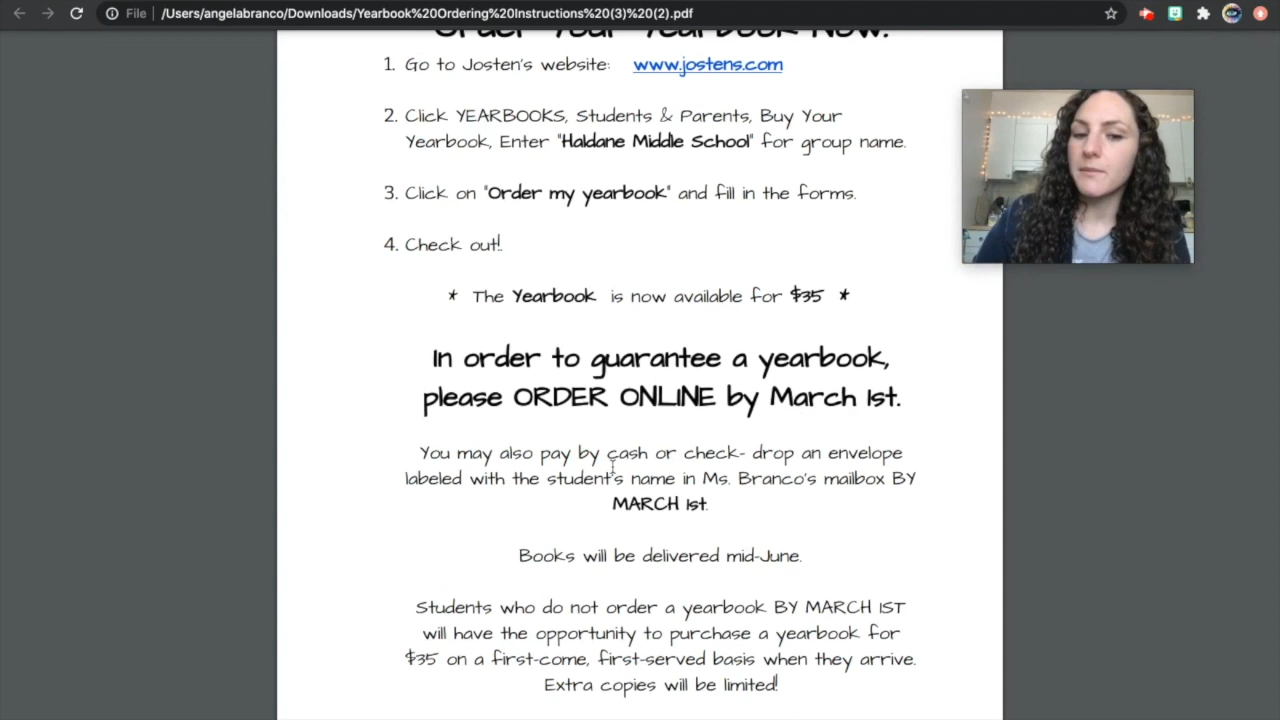 File /Users/angelabranco/Downloads/Yearbook%20Ordering%20Instructions%20(3)%20(2).pdf
Order Your Yearbook Now!
1. Go to Josten's website: www.jostens.com
2. Click YEARBOOKS, Students & Parents, Buy Your
Yearbook, Enter "Haldane Middle School" for group name.
3. Click on "Order my yearbook" and fill in the forms.
4. Check out!.
* The Yearbook is now available for $35 *
In order to guarantee a yearbook,
please ORDER ONLINE by March 1st.
You may also pay by cash or check- drop an envelope
labeled with the student's name in Ms. Branco's mailbox BY
MARCH 1st.
Books will be delivered mid-June.
Students who do not order a yearbook BY MARCH 1ST
will have the opportunity to purchase a yearbook for
$35 on a first-come, first-served basis when they arrive.
Extra copies will be limited!